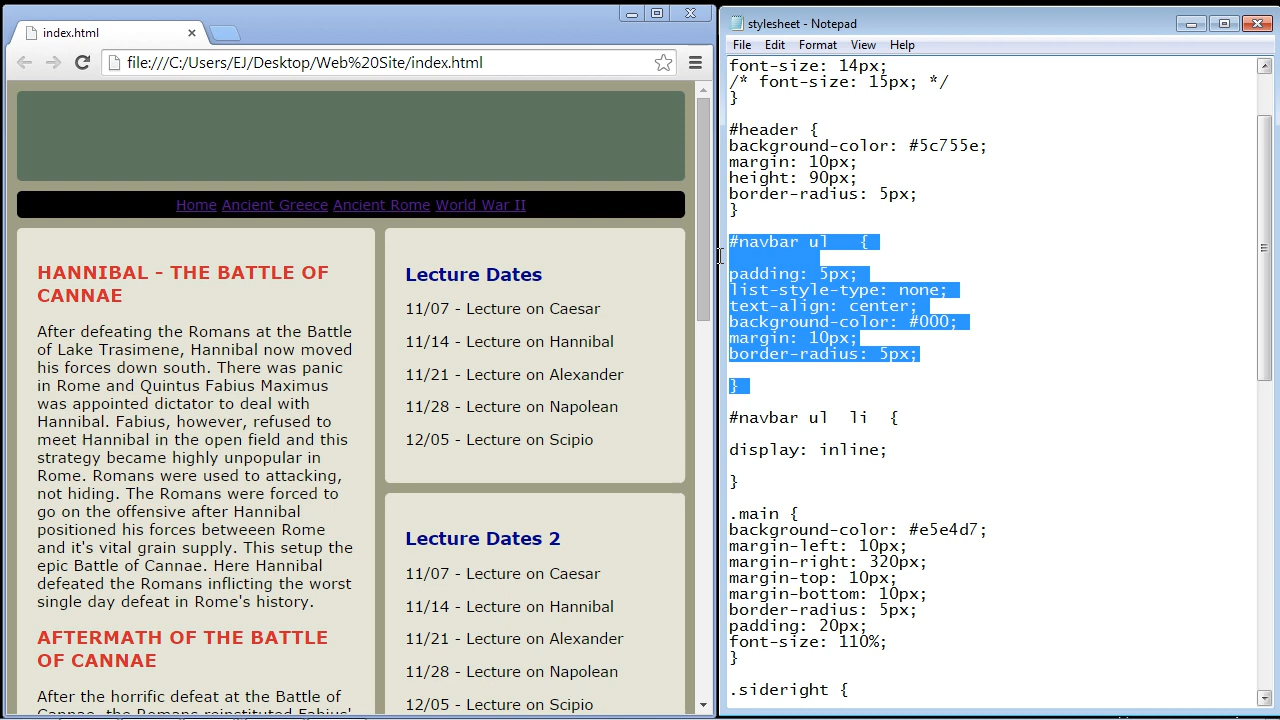 index.html
file:///C:/Users/EJ/Desktop/Web%20Site/index.html
Home Ancient Greece Ancient Rome World War II
HANNIBAL - THE BATTLE OF
CANNAE
After defeating the Romans at the Battle
of Lake Trasimene, Hannibal now moved
his forces down south. There was panic
in Rome and Quintus Fabius Maximus
was appointed dictator to deal with
Hannibal. Fabius, however, refused to
meet Hannibal in the open field and this
strategy became highly unpopular in
Rome. Romans were used to attacking,
not hiding. The Romans were forced to
go on the offensive after Hannibal
positioned his forces betweeen Rome
and it's vital grain supply. This setup the
epic Battle of Cannae. Here Hannibal
defeated the Romans inflicting the worst
single day defeat in Rome's history.
AFTERMATH OF THE BATTLE
OF CANNAE
After the horrific defeat at the Battle of
Cannae, the Romans reinstituted Fabius'
Lecture Dates
11/07 - Lecture on Caesar
11/14 - Lecture on Hannibal
11/21 - Lecture on Alexander
11/28 - Lecture on Napolean
12/05 - Lecture on Scipio
Lecture Dates 2
11/07 - Lecture on Caesar
11/14 - Lecture on Hannibal
11/21 - Lecture on Alexander
11/28 - Lecture on Napolean
12/05 - Lecture on Scipio
stylesheet - Notepad
File Edit Format View Help
font-size: 14px;
/* font-size: 15px; */
}
#header {
background-color: #5c755e;
margin: 10px;
height: 90px;
border-radius: 5px;
}
#navbar ul {
padding: 5px;
list-style-type: none;
text-align: center;
background-color: #000;
margin: 10px;
border-radius: 5px;
}
#navbar ul li {
display: inline;
}
.main {
background-color: #e5e4d7;
margin-left: 10px;
margin-right: 320px;
margin-top: 10px;
margin-bottom: 10px;
border-radius: 5px;
padding: 20px;
font-size: 110%;
}
.sideright {